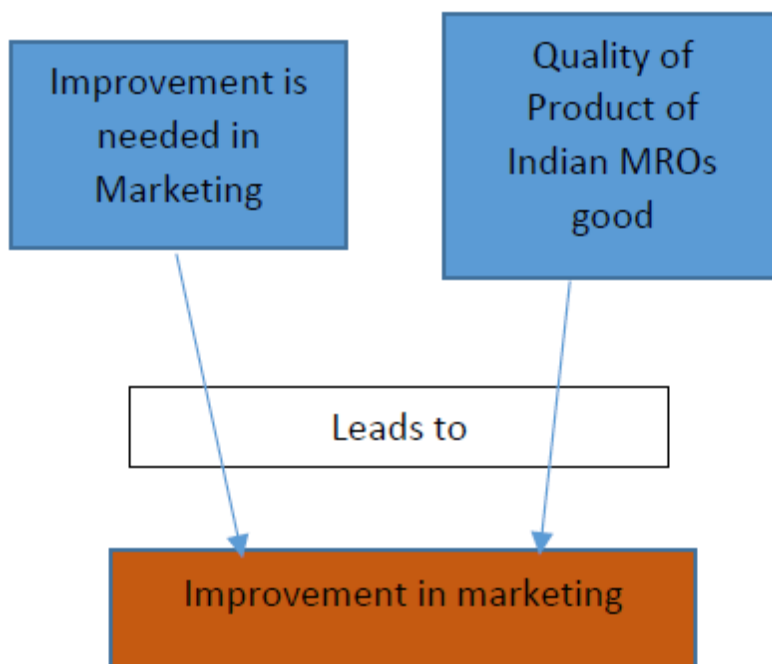 Improvement is
needed in
Marketing
Quality of
Product of
Indian MROs
good
Leads to
Improvement in marketing